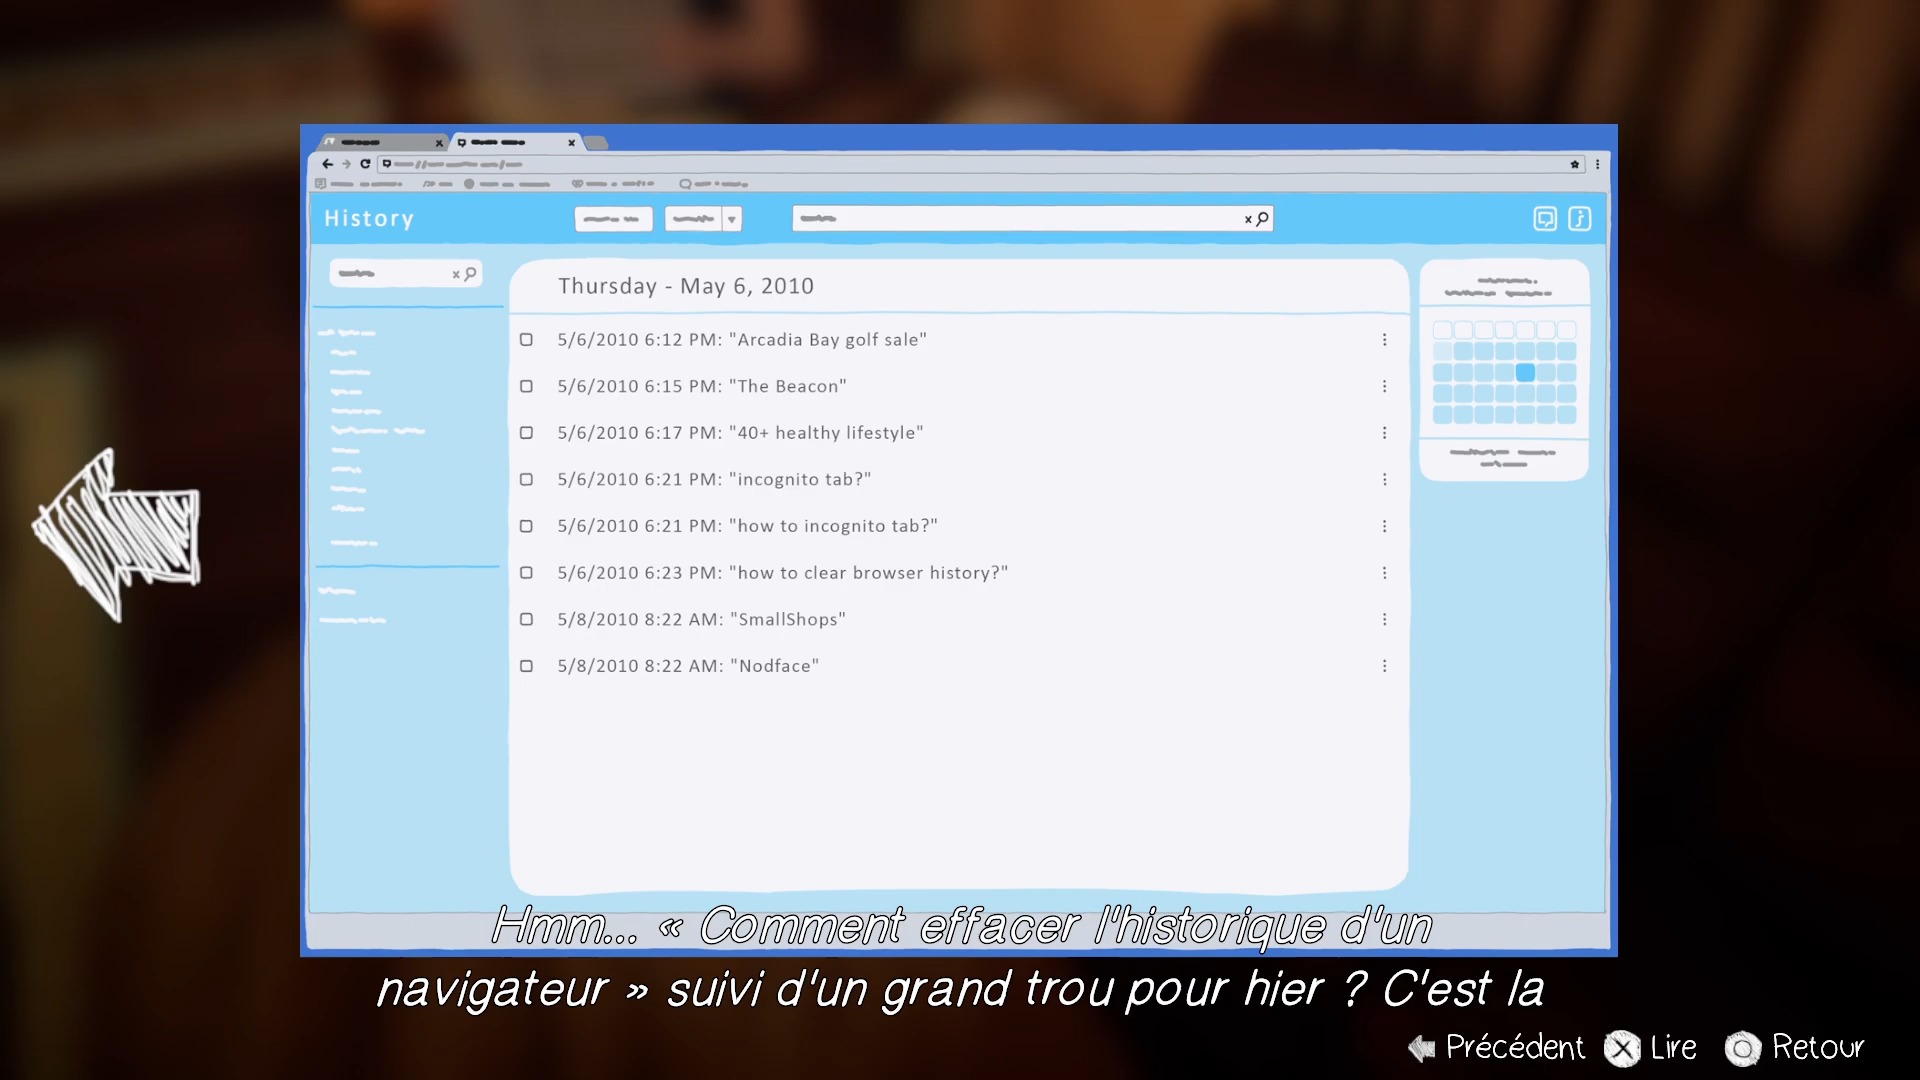 History
Thursday - May 6, 2010
5/6/2010 6:12 PM: "Arcadia Bay golf sale"
5/6/2010 6:15 PM: "The Beacon"
5/6/2010 6:17 PM: "40+ healthy lifestyle"
5/6/2010 6:21 PM: "incognito tab?"
5/6/2010 6:21 PM: "how to incognito tab?"
5/6/2010 6:23 PM: "how to clear browser history?"
5/8/2010 8:22 AM: "SmallShops"
5/8/2010 8:22 AM: "Nodface"
Hmm... « Comment effacer l'historique d'un
navigateur » suivi d'un grand trou pour hier ? C'est la
Précédent Lire Retour